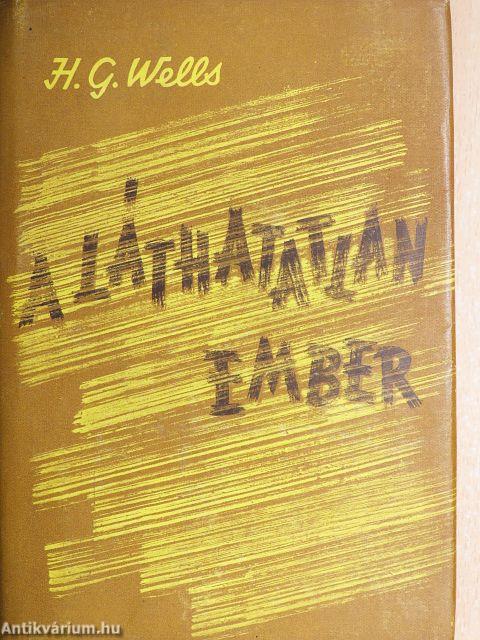 H. G. Wells
A LÁTHATATLAN
EMBER
Antikvárium.hu